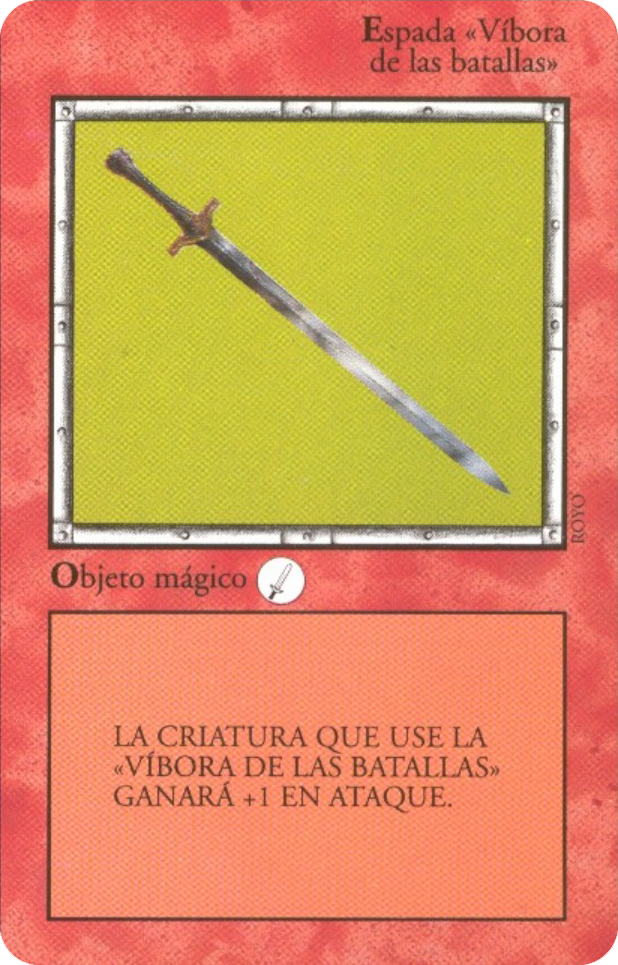 Espada «Víbora
de las batallas»
ROYO
Objeto mágico
LA CRIATURA QUE USE LA
«VÍBORA DE LAS BATALLAS»
GANARÁ +1 EN ATAQUE.